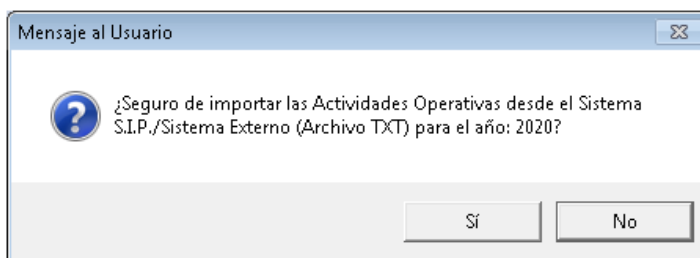 Mensaje al Usuario
¿Seguro de importar las Actividades Operativas desde el Sistema
S.I.P./Sistema Externo (Archivo TXT) para el año: 2020?
Sí
No